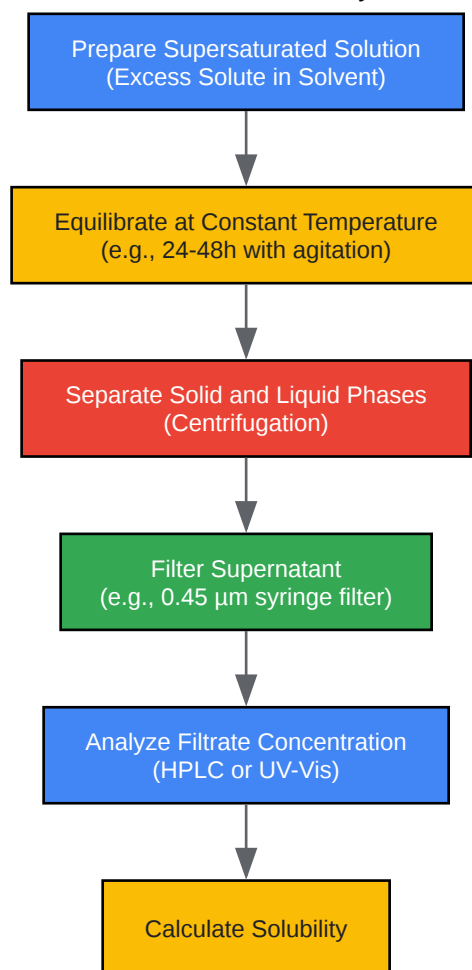 Prepare Supersaturated Solution
(Excess Solute in Solvent)
Equilibrate at Constant Temperature
(e.g., 24-48h with agitation)
Separate Solid and Liquid Phases
(Centrifugation)
Filter Supernatant
(e.g., 0.45 µm syringe filter)
Analyze Filtrate Concentration
(HPLC or UV-Vis)
Calculate Solubility